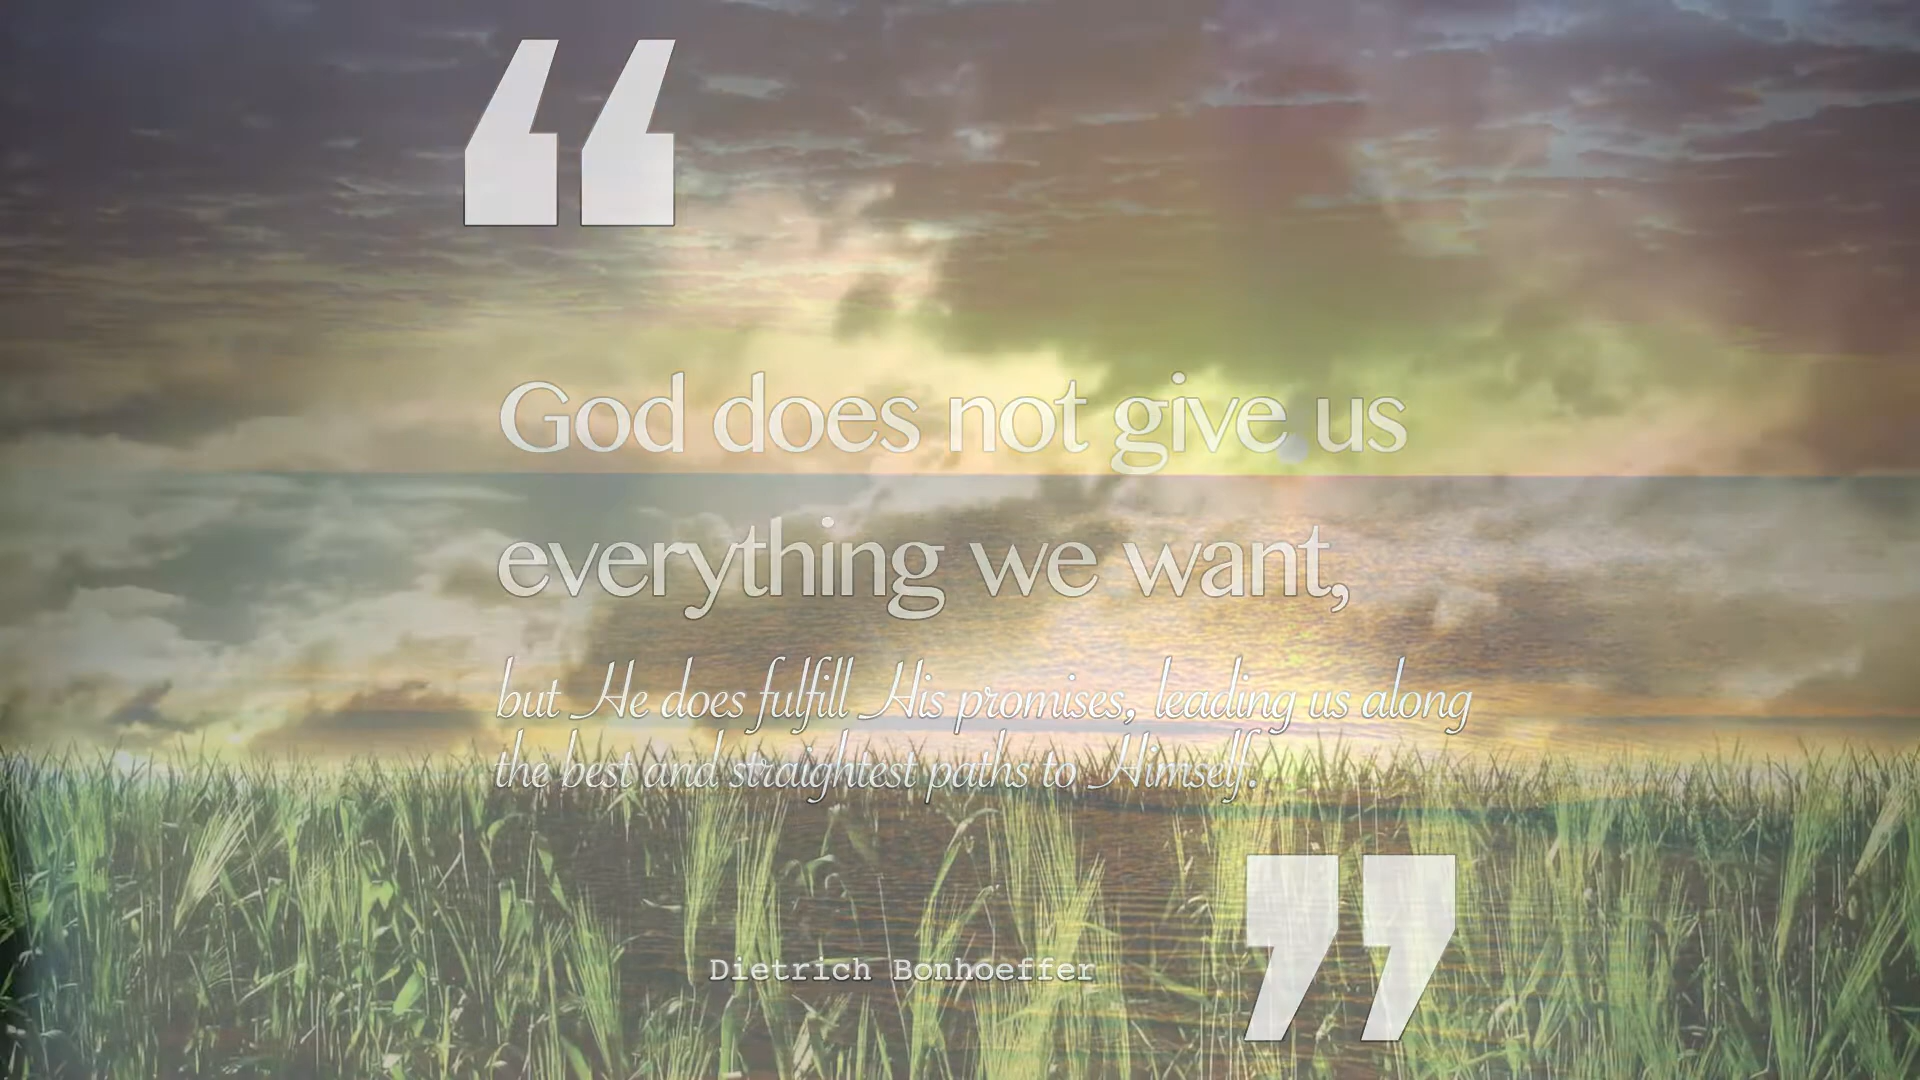 “
God does not give us
everything we want,
but He does fulfill His promises, leading us along
the best and straightest paths to Himself.
”
Dietrich Bonhoeffer